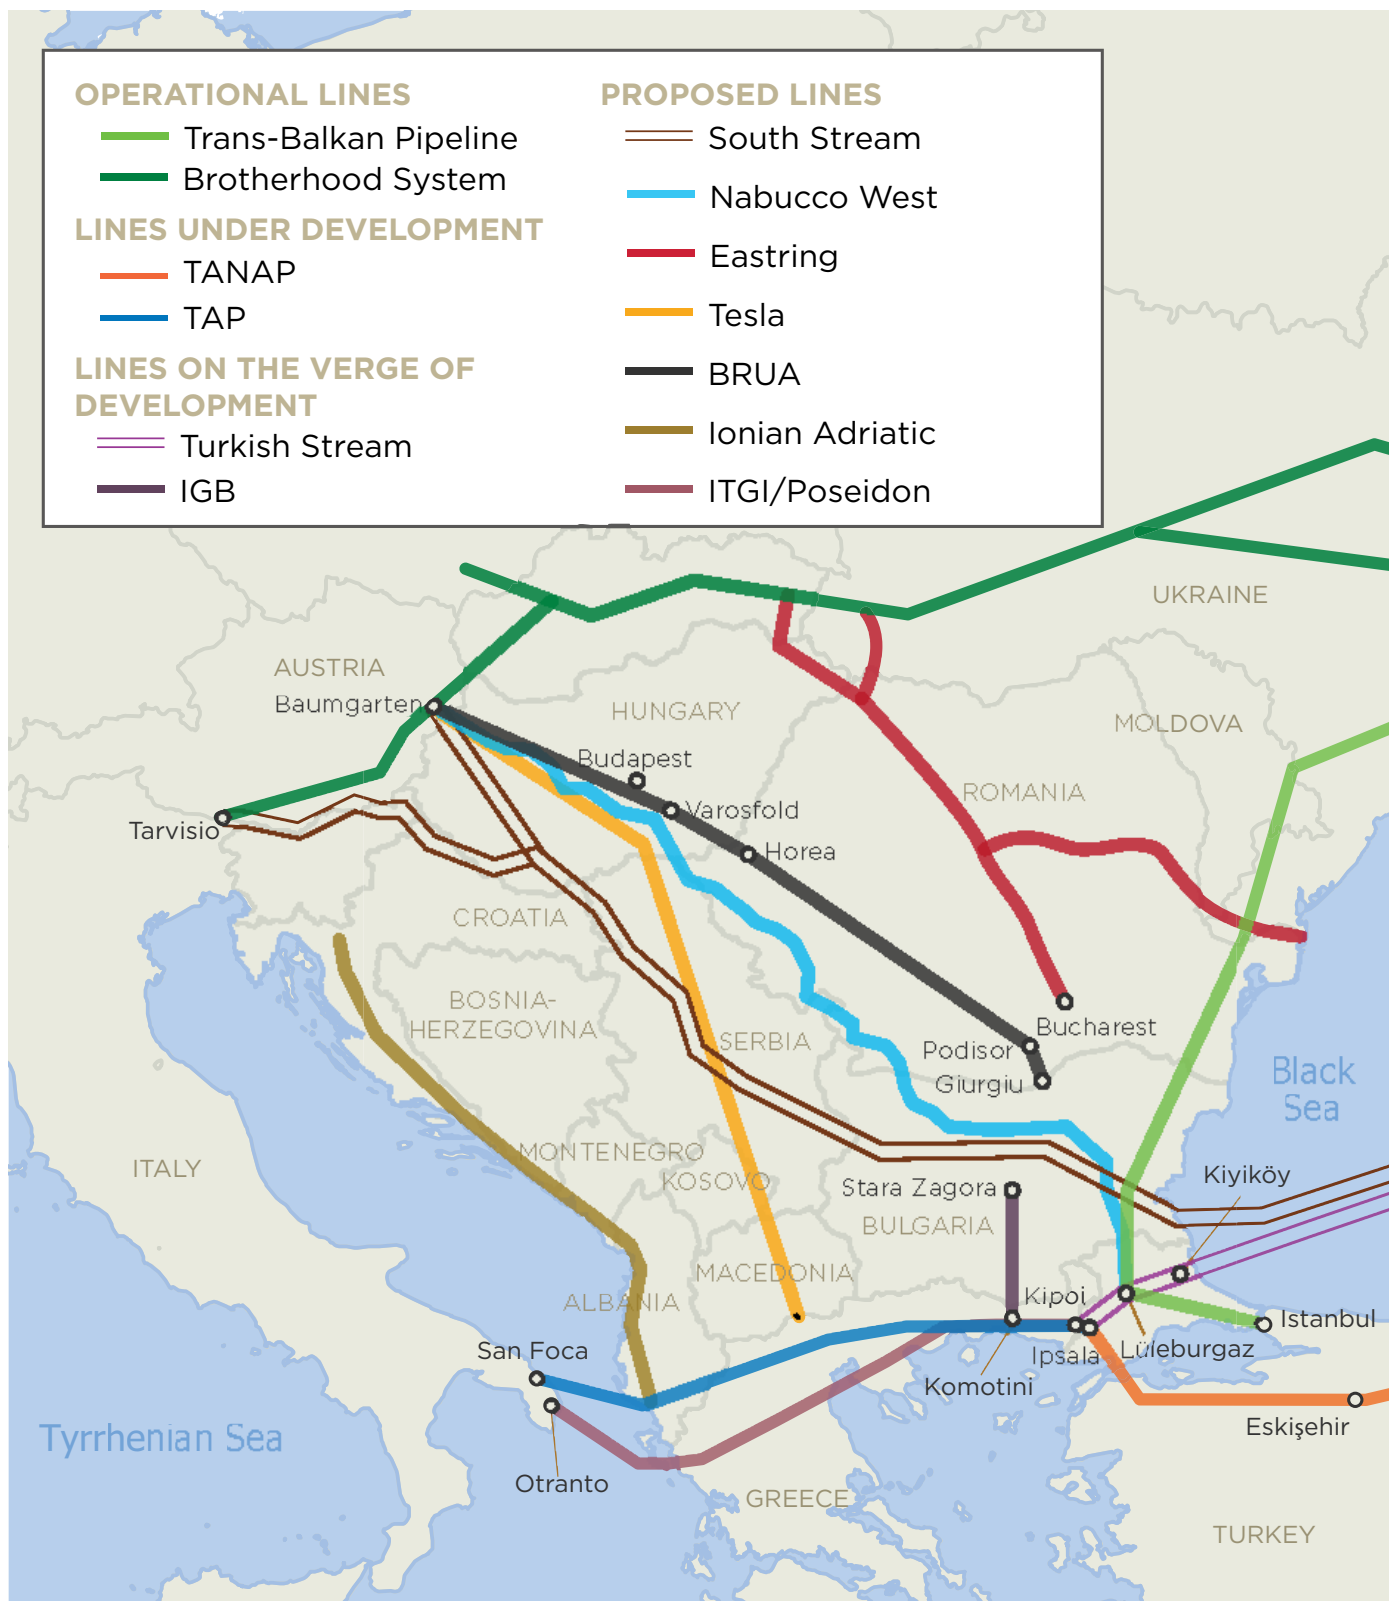 OPERATIONAL LINES
Trans-Balkan Pipeline
Brotherhood System
LINES UNDER DEVELOPMENT
TANAP
TAP
LINES ON THE VERGE OF
DEVELOPMENT
Turkish Stream
IGB
PROPOSED LINES
South Stream
Nabucco West
Eastring
Tesla
BRUA
Ionian Adriatic
ITGI/Poseidon
UKRAINE
AUSTRIA
Baumgarten
HUNGARY
MOLDOVA
Budapest
ROMANIA
Varosfold
Tarvisio
Horea
CROATIA
BOSNIA-
HERZEGOVINA
SERBIA
Bucharest
Podisor
Giurgiu
Black
Sea
MONTENEGRO
ITALY
KOSOVO
Kiyiköy
Stara Zagora
BULGARIA
MACEDONIA
ALBANIA
Kipoi
Istanbul
San Foca
Ipsala
Lüleburgaz
Komotini
Eskişehir
Tyrrhenian Sea
Otranto
GREECE
TURKEY